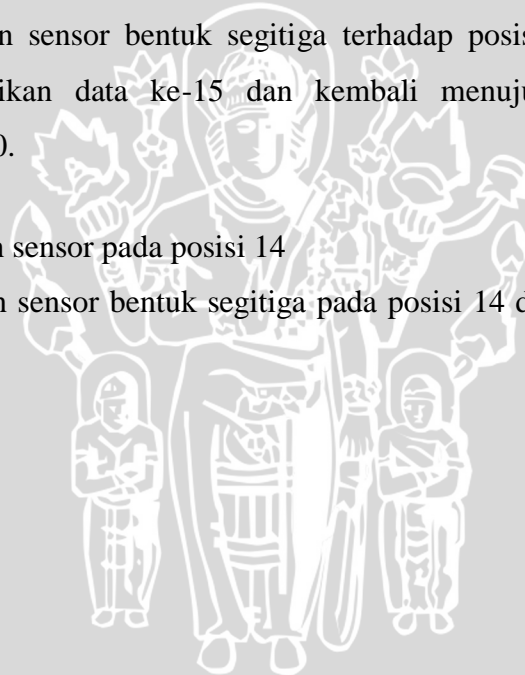 n sensor bentuk segitiga terhadap posis
ikan data ke-15 dan kembali menuju
0.
n sensor pada posisi 14
n sensor bentuk segitiga pada posisi 14 d